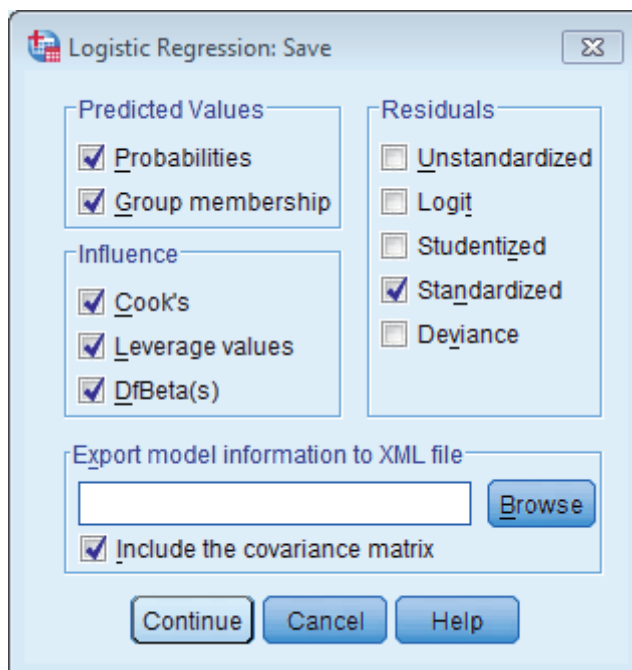 Logistic Regression: Save
Predicted Values
Probabilities
Group membership
Influence
Cook's
Leverage values
DfBeta(s)
Residuals
Unstandardized
Logit
Studentized
Standardized
Deviance
Export model information to XML file
Browse
Include the covariance matrix
Continue Cancel Help